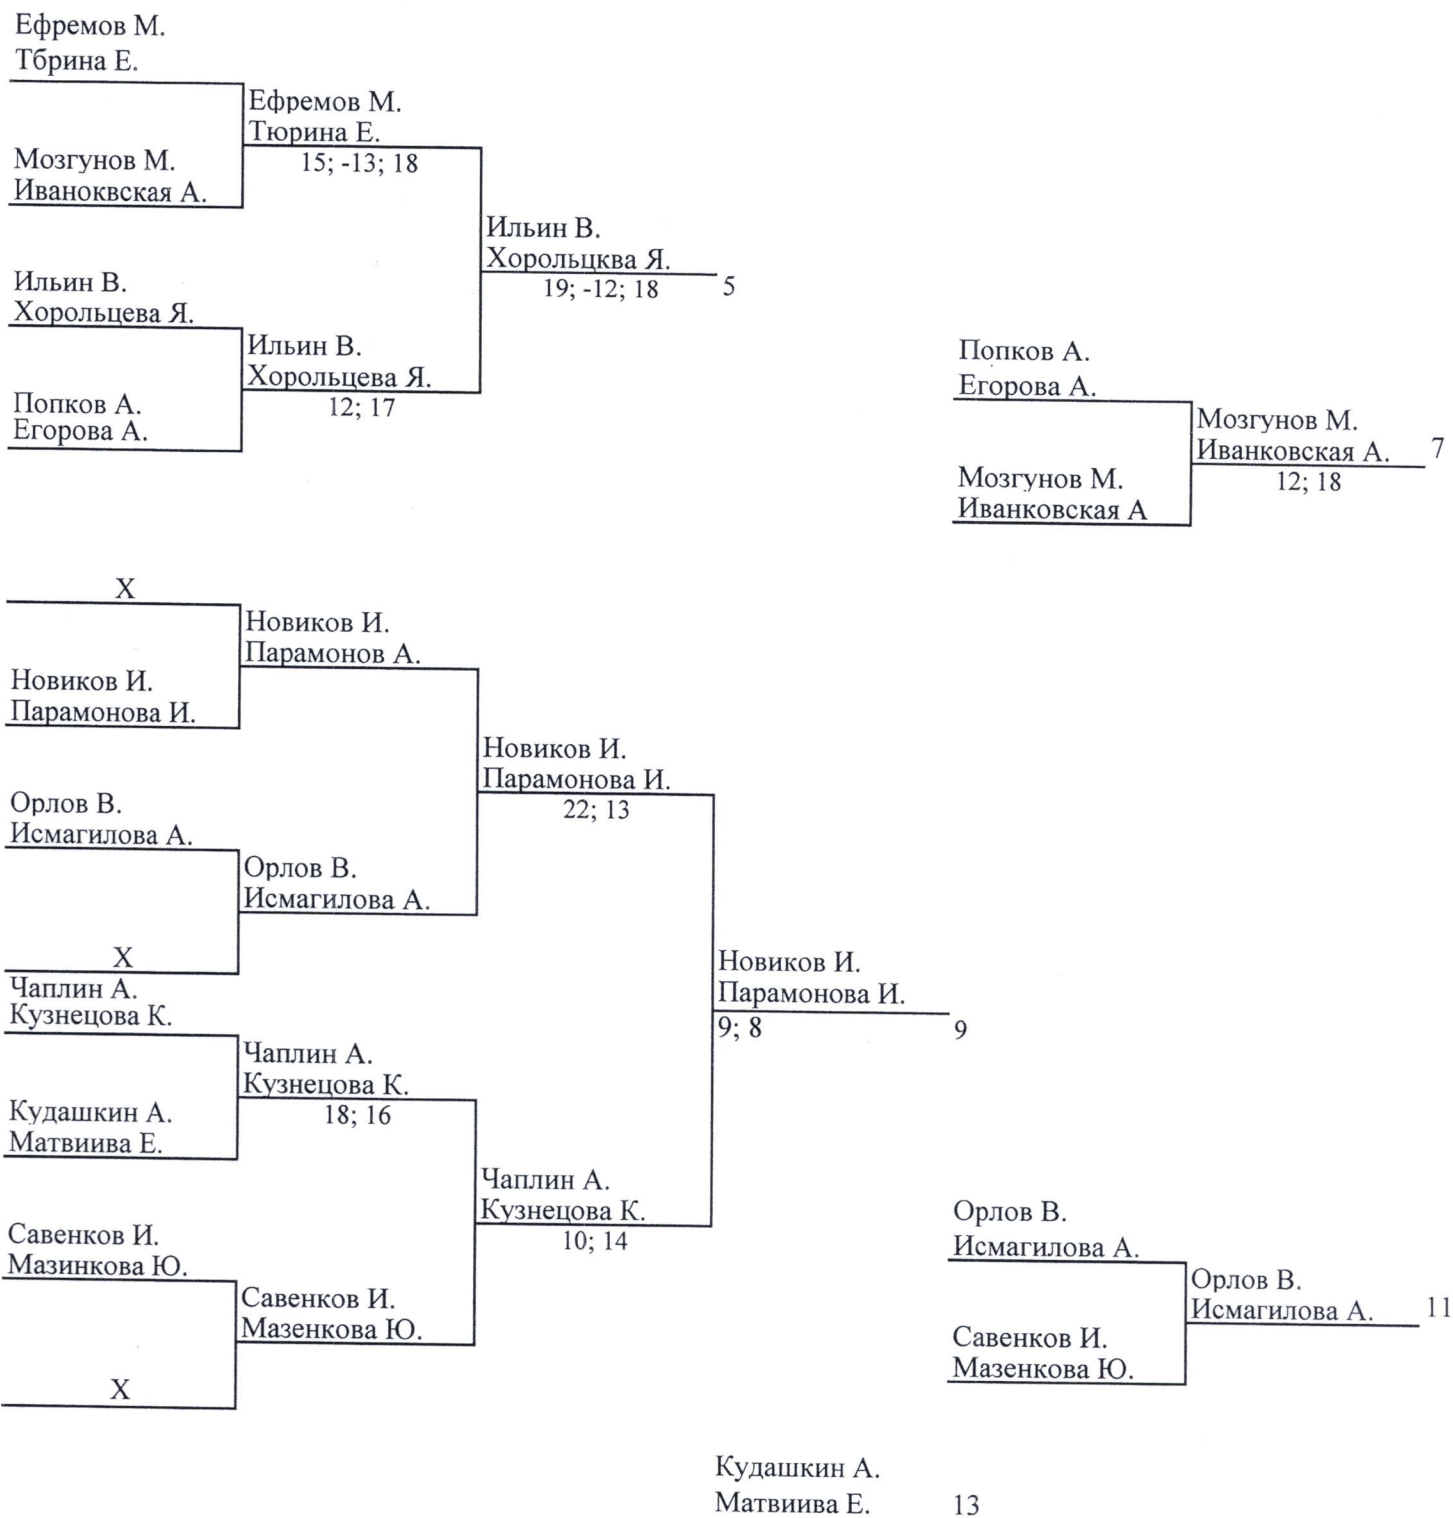 Ефремов М.
Тбрина Е.
Ефремов М.
Тюрина Е.
15; -13; 18
Мозгунов М.
Иваноквская А.
Ильин В.
Хорольцква Я.
19; -12; 18
5
Ильин В.
Хорольцева Я.
Ильин В.
Хорольцева Я.
12; 17
Попков А.
Егорова А.
Попков А.
Егорова А.
Мозгунов М.
Иванковская А.
7
12; 18
Мозгунов М.
Иванковская А
X
Новиков И.
Парамонов А.
Новиков И.
Парамонова И.
Новиков И.
Парамонова И.
22; 13
Орлов В.
Исмагилова А.
Орлов В.
Исмагилова А.
X
Новиков И.
Парамонова И.
9; 8
9
Чаплин А.
Кузнецова К.
Чаплин А.
Кузнецова К.
18; 16
Кудашкин А.
Матвиива Е.
Чаплин А.
Кузнецова К.
10; 14
Савенков И.
Мазинкова Ю.
Савенков И.
Мазенкова Ю.
X
Орлов В.
Исмагилова А.
Орлов В.
Исмагилова А.
11
Савенков И.
Мазенкова Ю.
Кудашкин А.
Матвиива Е.
13